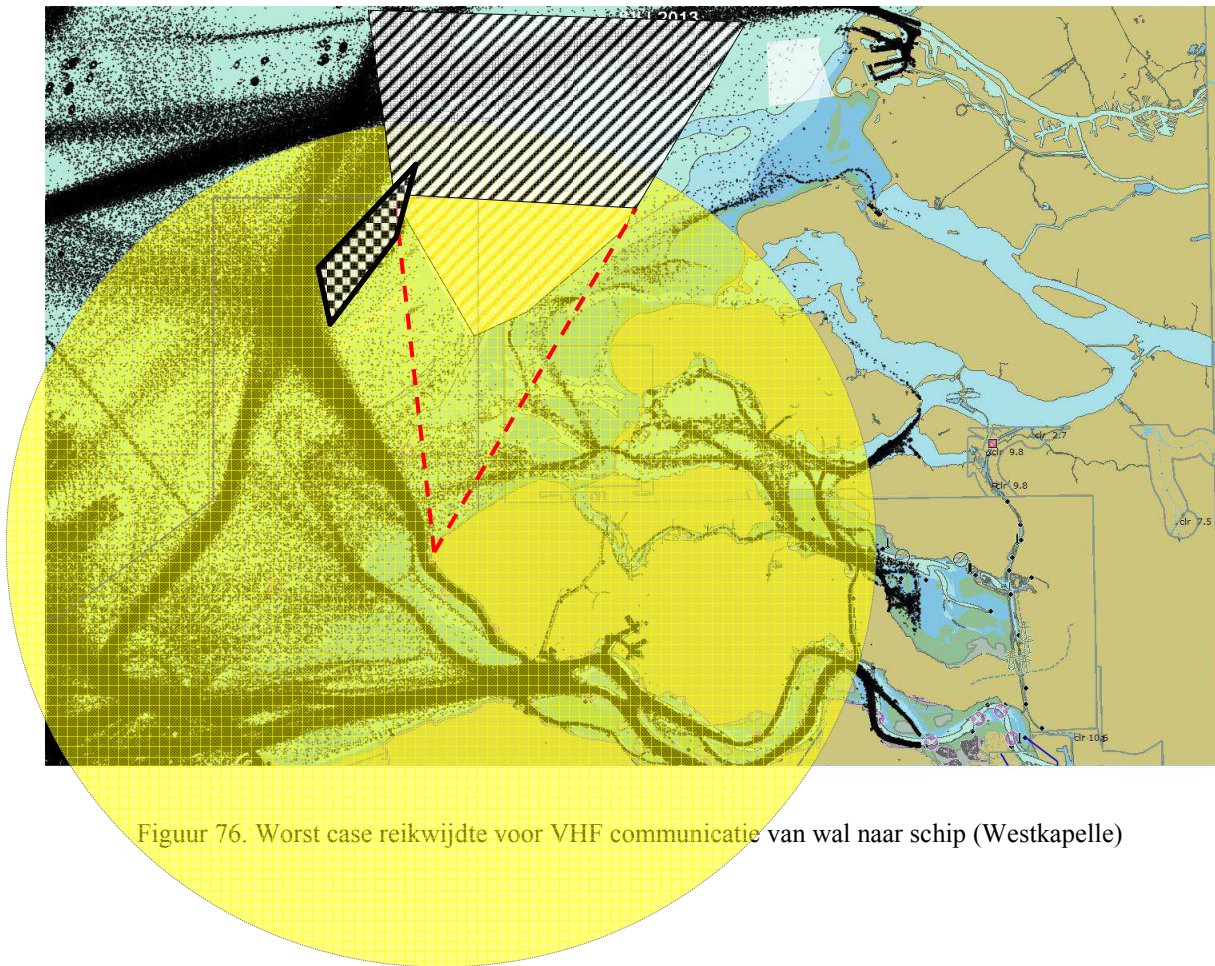 2013
clr 2.7
clr 9.8
clr 9.8
clr 7.5
clr 10.6
Figuur 76. Worst case reikwijdte voor VHF communicatie van wal naar schip (Westkapelle)